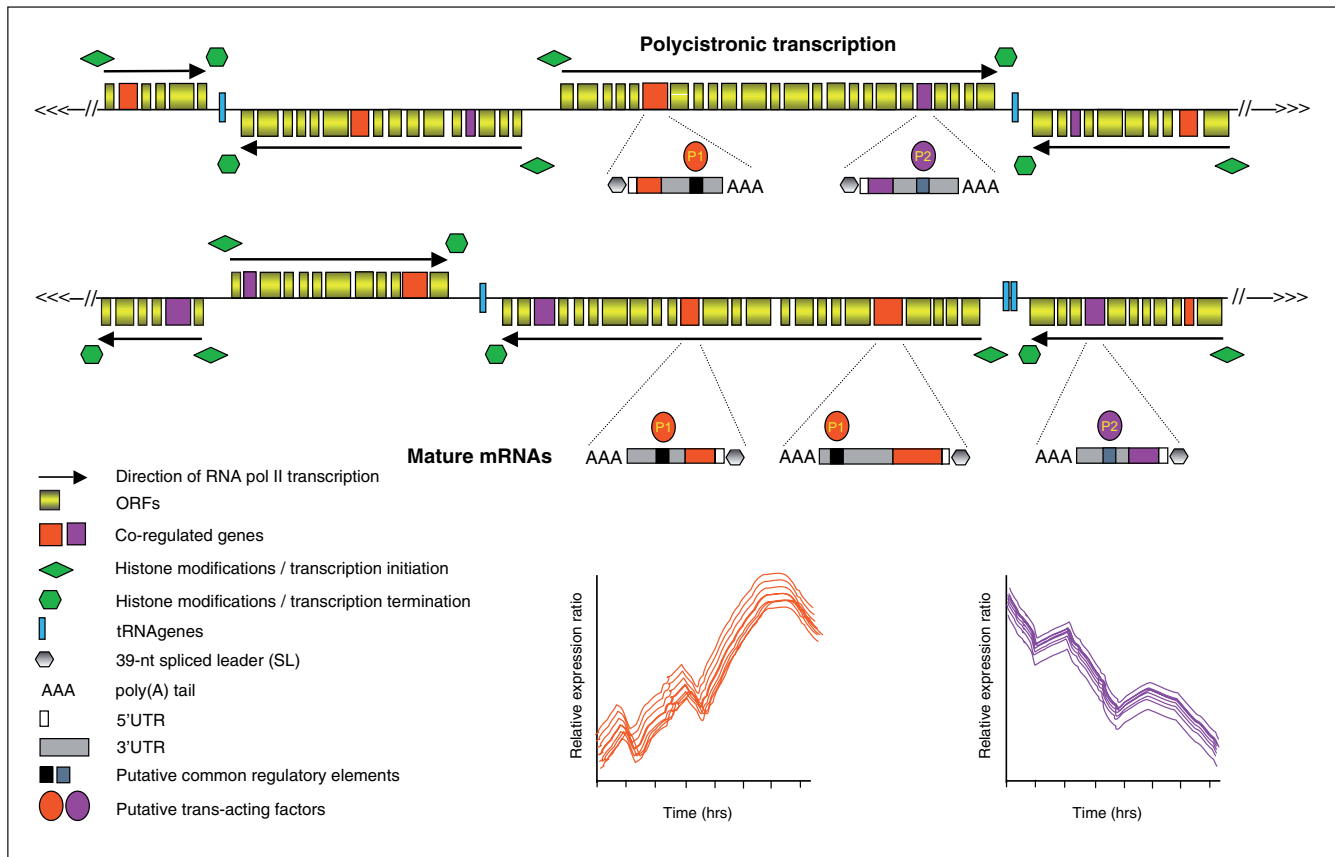 Polycistronic transcription
<<< // // >>>
P1 P2
AAA AAA
<<< // // >>>
P1 P1 P2
Mature mRNAs AAA AAA AAA
Direction of RNA pol II transcription
ORFs
Co-regulated genes
Histone modifications / transcription initiation
Histone modifications / transcription termination
tRNAgenes
39-nt spliced leader (SL)
AAA poly(A) tail
5'UTR
3'UTR
Putative common regulatory elements
Putative trans-acting factors
Relative expression ratio
Time (hrs)
Relative expression ratio
Time (hrs)